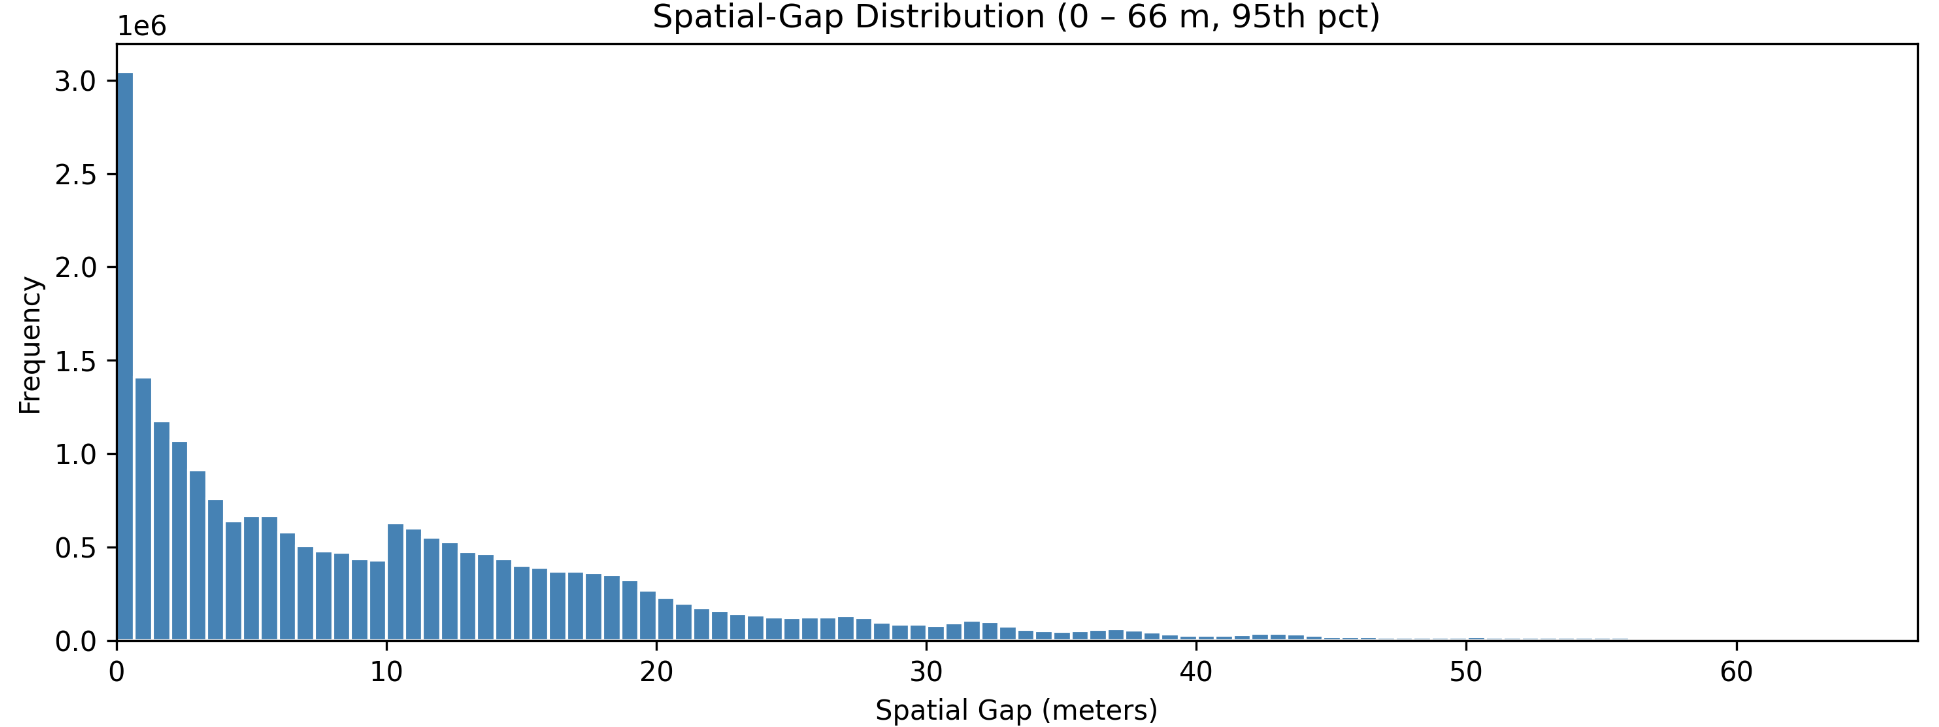 Spatial-Gap Distribution (0 – 66 m, 95th pct)
1e6
3.0
2.5
2.0
1.5
1.0
0.5
0.0
Frequency
0 10 20 30 40 50 60
Spatial Gap (meters)